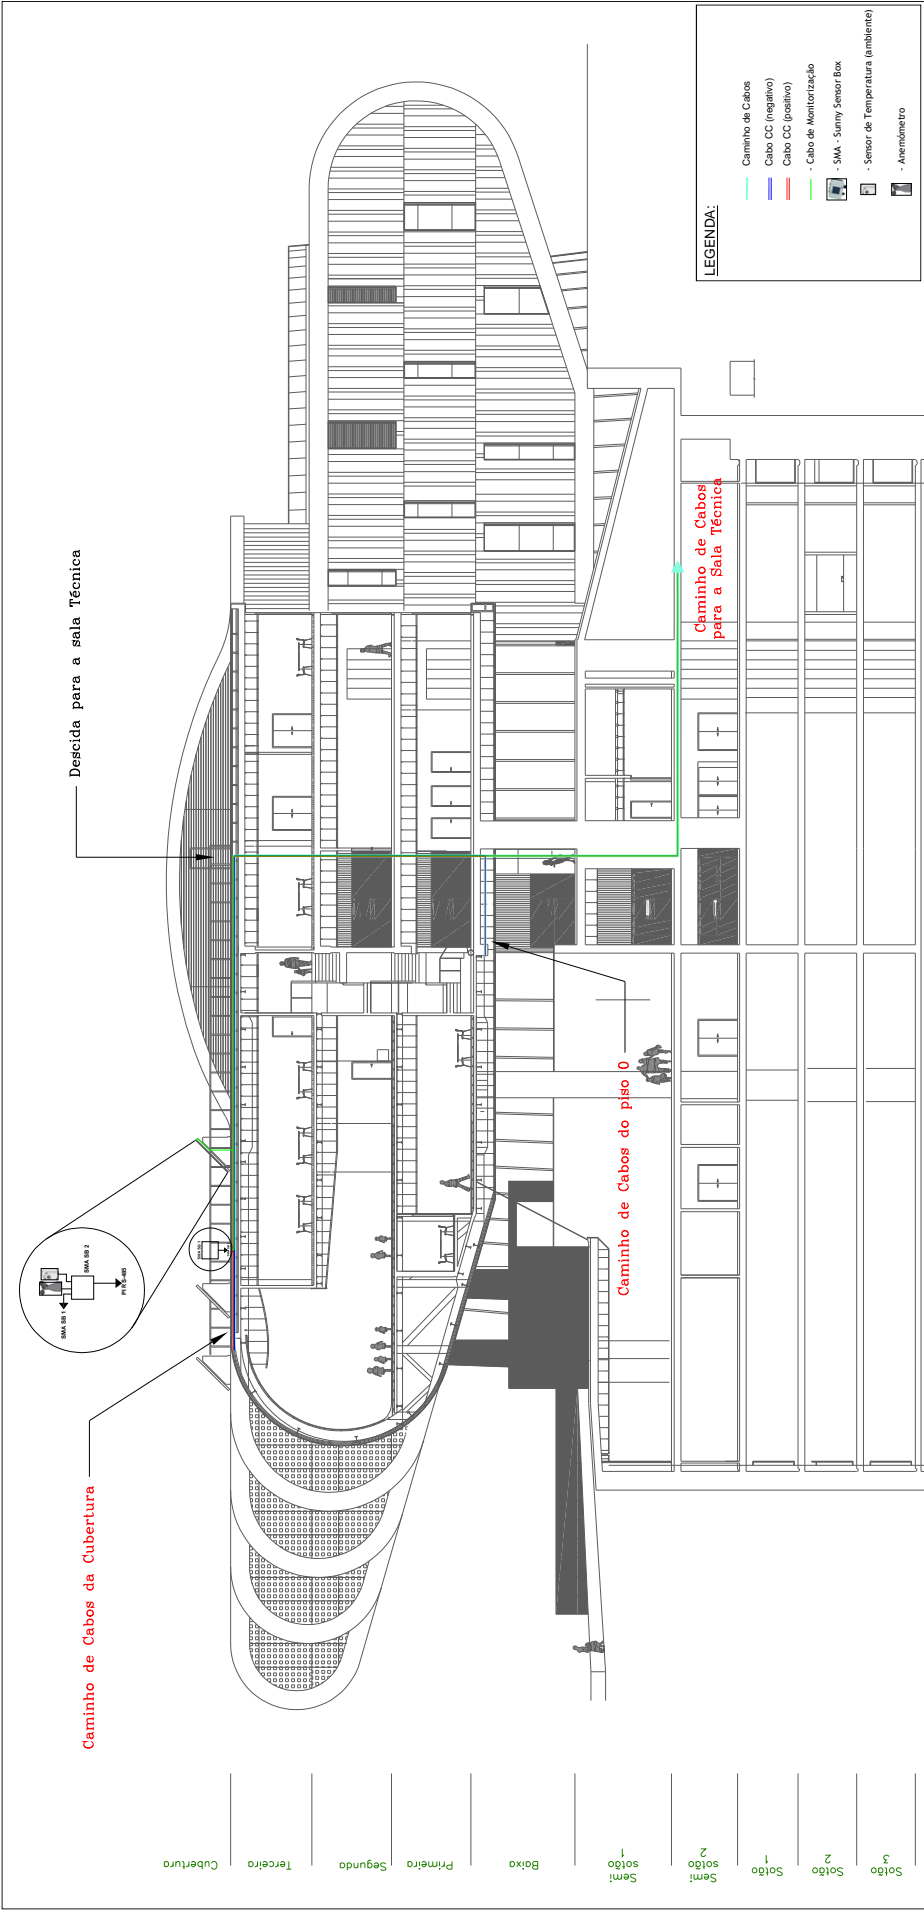 LEGENDA:
Caminho de Cabos
Cabo CC (negativo)
Cabo CC (positivo)
- Cabo de Monitorização
- SMA - Sunny Sensor Box
- Sensor de Temperatura (ambiente)
- Anemómetro
Descida para a sala Técnica
Caminho de Cabos
para a Sala Técnica
Caminho de Cabos do piso 0
Caminho de Cabos da Cubertura
SMA SB 1
SMA SB 2
PI RS-485
Cubertura
Terceira
Segunda
Primeira
Baixa
Semi
sotão
1
Semi
sotão
2
Sotão
1
Sotão
2
Sotão
3